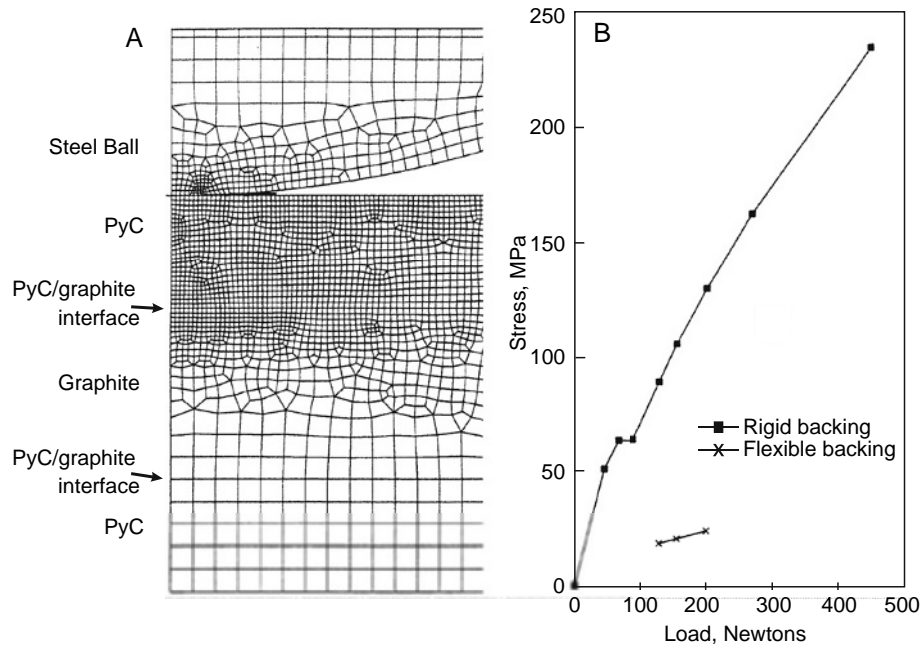 A
Steel Ball
PyC
PyC/graphite
interface
Graphite
PyC/graphite
interface
PyC
B
250
200
150
100
50
0
Stress, MPa
Rigid backing
Flexible backing
0 100 200 300 400 500
Load, Newtons